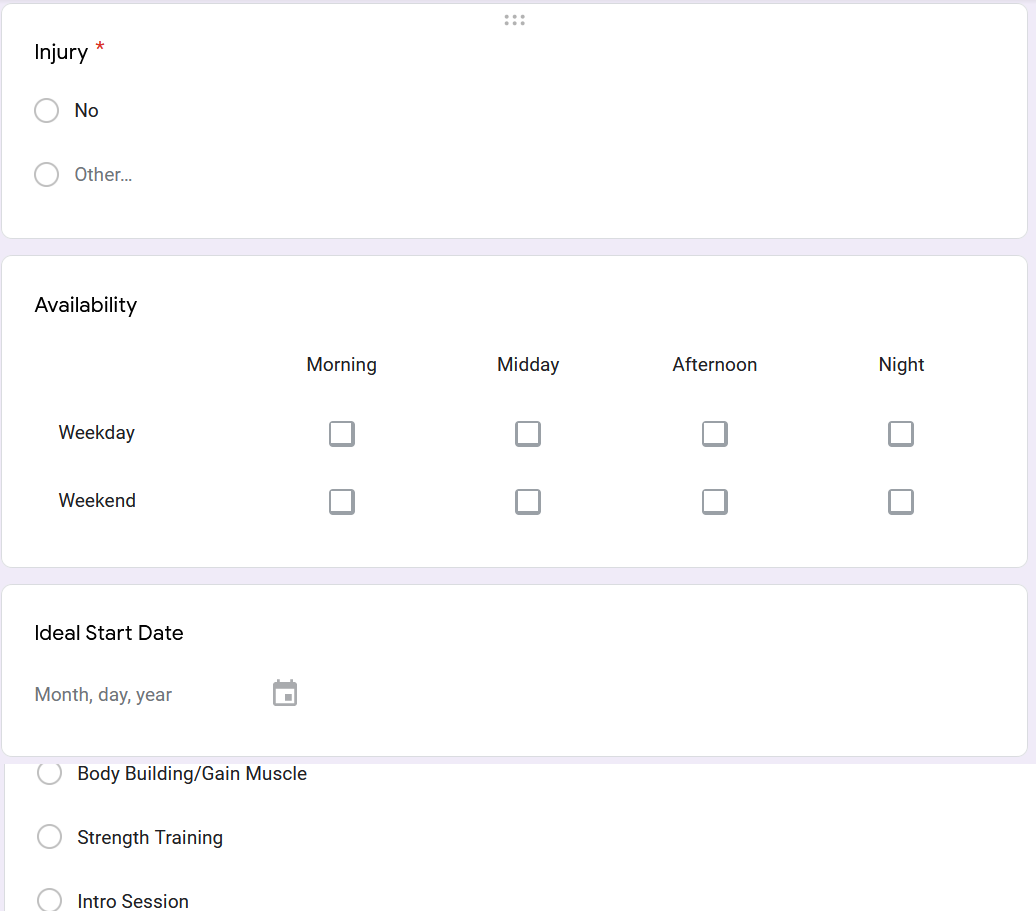 Injury *
No
Other...
Availability
Morning Midday Afternoon Night
Weekday
Weekend
Ideal Start Date
Month, day, year
Body Building/Gain Muscle
Strength Training
Intro Session